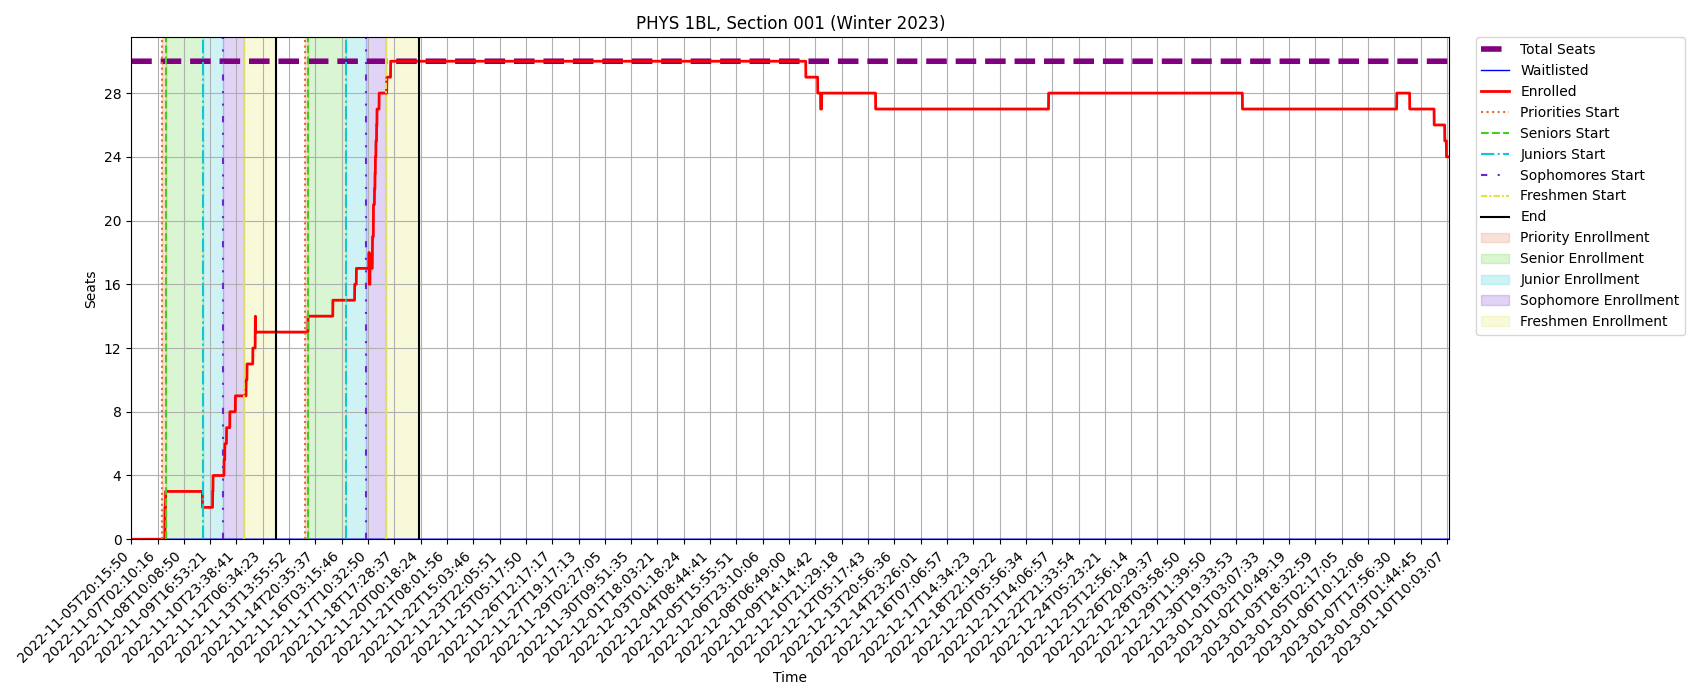 PHYS 1BL, Section 001 (Winter 2023)
Total Seats
Waitlisted
Enrolled
Priorities Start
Seniors Start
Juniors Start
Sophomores Start
Freshmen Start
End
Priority Enrollment
Senior Enrollment
Junior Enrollment
Sophomore Enrollment
Freshmen Enrollment
Seats
28
24
20
16
12
8
4
0
2022-11-05T20:15:50
2022-11-07T02:10:16
2022-11-08T10:08:50
2022-11-09T16:53:21
2022-11-10T23:38:41
2022-11-12T06:34:23
2022-11-13T13:55:52
2022-11-14T20:35:37
2022-11-16T03:15:46
2022-11-17T10:32:50
2022-11-18T17:28:37
2022-11-20T00:18:24
2022-11-21T08:01:56
2022-11-22T15:03:46
2022-11-23T22:05:51
2022-11-25T05:17:50
2022-11-26T12:17:17
2022-11-27T19:17:13
2022-11-29T02:27:05
2022-11-30T09:51:35
2022-12-01T18:03:21
2022-12-03T01:18:24
2022-12-04T08:44:41
2022-12-05T15:55:51
2022-12-06T23:10:06
2022-12-08T06:49:00
2022-12-09T14:14:42
2022-12-10T21:29:18
2022-12-12T05:17:43
2022-12-13T20:56:36
2022-12-14T23:26:01
2022-12-16T07:06:57
2022-12-17T14:34:23
2022-12-18T22:19:22
2022-12-20T05:56:34
2022-12-21T14:06:57
2022-12-22T21:33:54
2022-12-24T05:23:21
2022-12-25T12:56:14
2022-12-26T20:29:37
2022-12-28T03:58:50
2022-12-29T11:39:50
2022-12-30T19:33:53
2023-01-01T03:07:33
2023-01-02T10:49:19
2023-01-03T18:32:59
2023-01-05T02:17:05
2023-01-06T10:12:06
2023-01-07T17:56:30
2023-01-09T01:44:45
2023-01-10T10:03:07
Time